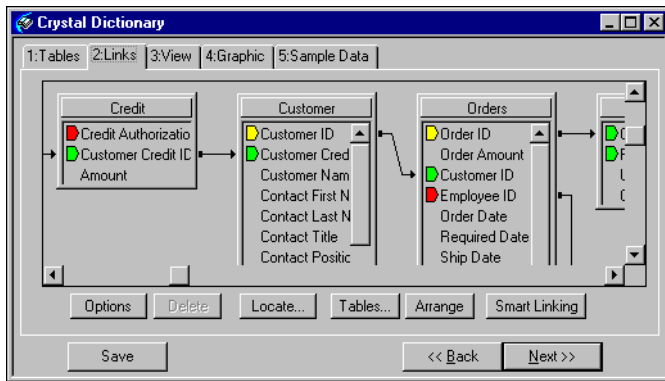 Crystal Dictionary
1:Tables 2:Links 3:View 4:Graphic 5:Sample Data
Credit Customer Orders
Credit Authorizatio Customer ID Order ID
Customer Credit IC Customer Cred Order Amount
Amount Customer Nam Customer ID
Contact First N Employee ID
Contact Last N Order Date
Contact Title Required Date
Contact Positic Ship Date
Options Delete Locate... Tables... Arrange Smart Linking
Save << Back Next >>